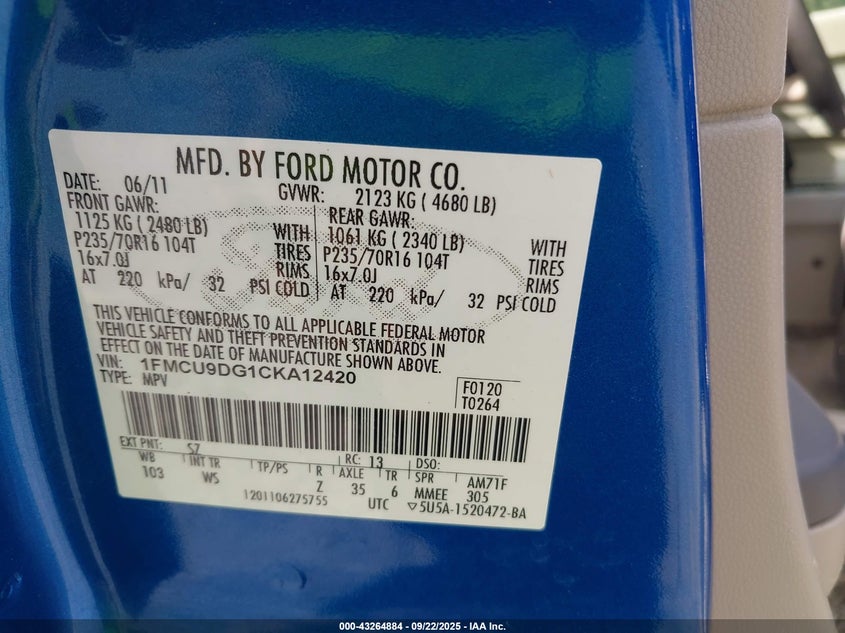 MFD. BY FORD MOTOR CO.
DATE: 06/11 GVWR: 2123 KG ( 4680 LB)
FRONT GAWR: REAR GAWR:
1125 KG ( 2480 LB) WITH 1061 KG ( 2340 LB) WITH
P235/70R16 104T TIRES P235/70R16 104T TIRES
16x7.0J RIMS 16x7.0J RIMS
AT 220 kPa/ 32 PSI COLD AT 220 kPa/ 32 PSI COLD
THIS VEHICLE CONFORMS TO ALL APPLICABLE FEDERAL MOTOR
VEHICLE SAFETY AND THEFT PREVENTION STANDARDS IN
EFFECT ON THE DATE OF MANUFACTURE SHOWN ABOVE.
VIN: 1FMCU9DG1CKA12420
TYPE: MPV
F0120
T0264
EXT PNT: SZ RC: 13 DSO:
WB INT TR TP/PS R AXLE TR SPR AM71F
103 WS Z 35 6 MMEE 305
1201106275755 UTC ▽5U5A-1520472-BA
000-43264884 - 09/22/2025 - IAA Inc.